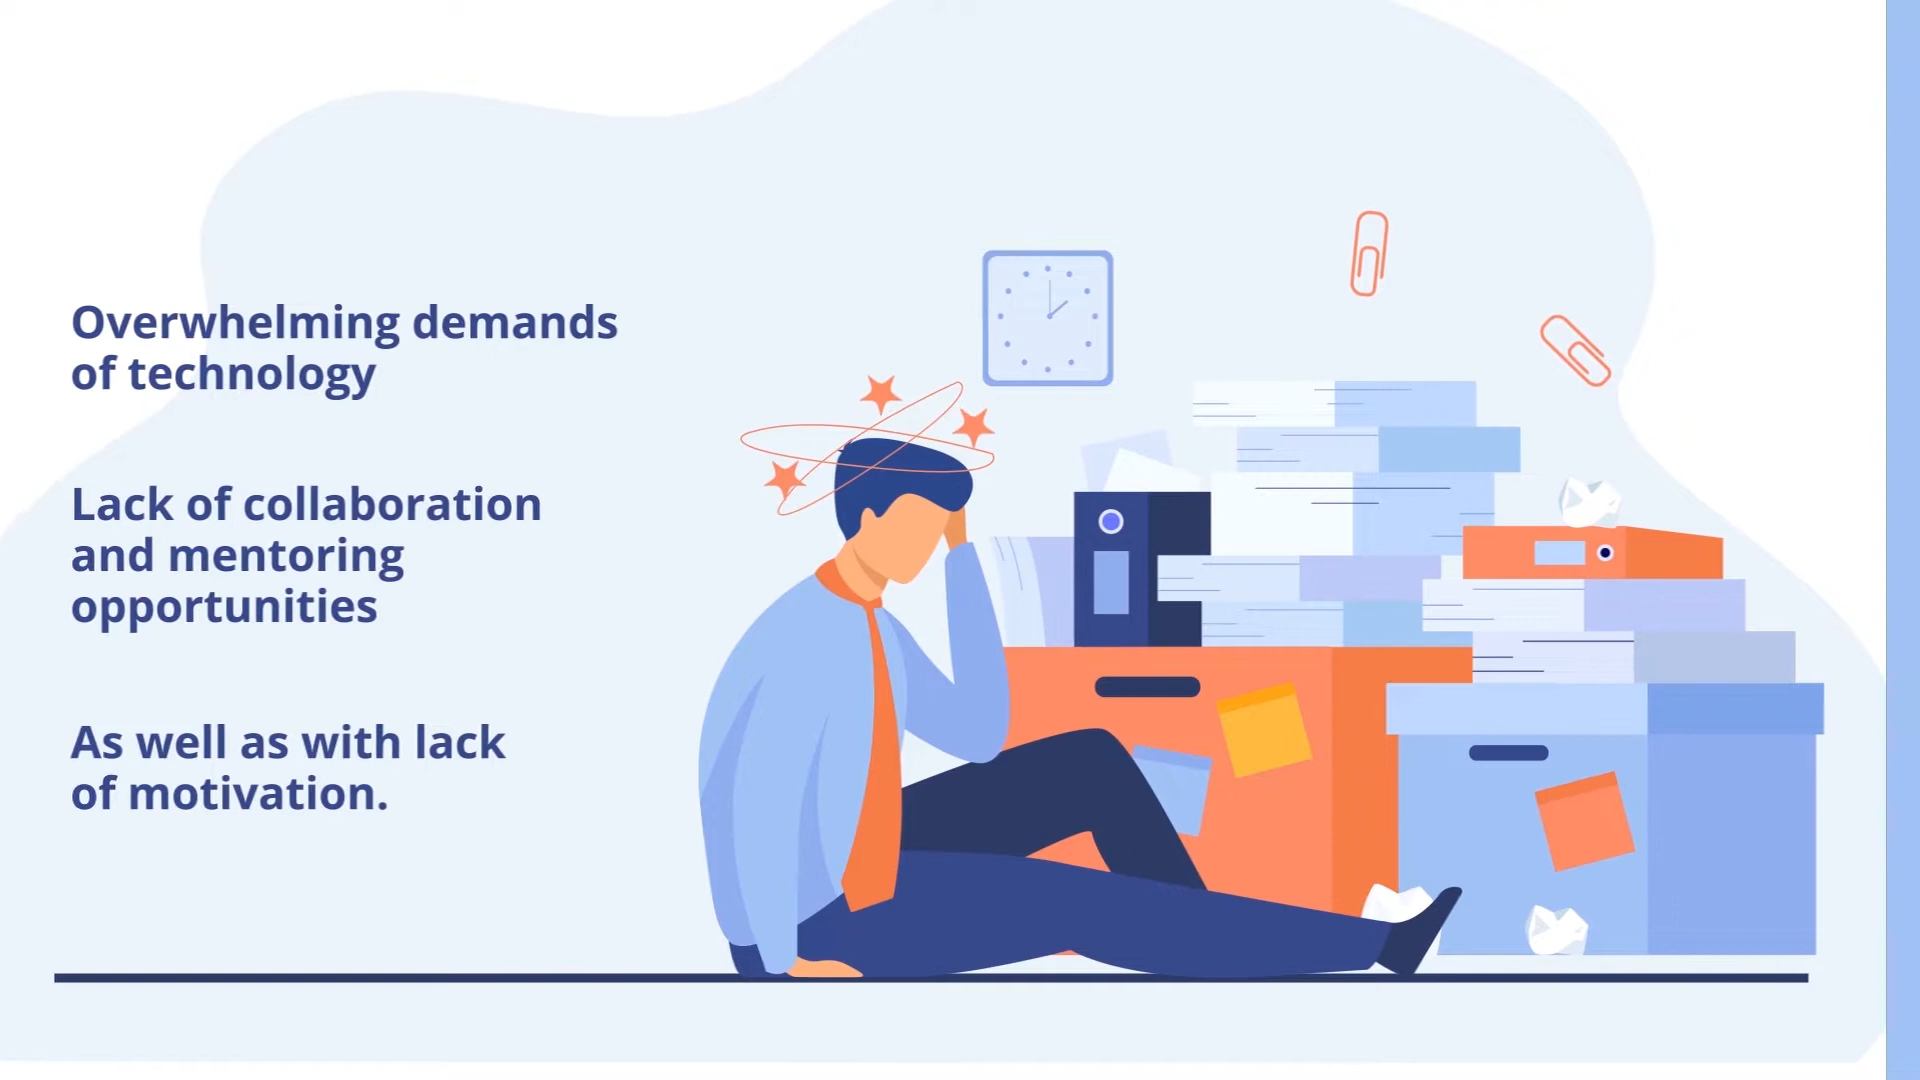 Overwhelming demands
of technology
Lack of collaboration
and mentoring
opportunities
As well as with lack
of motivation.